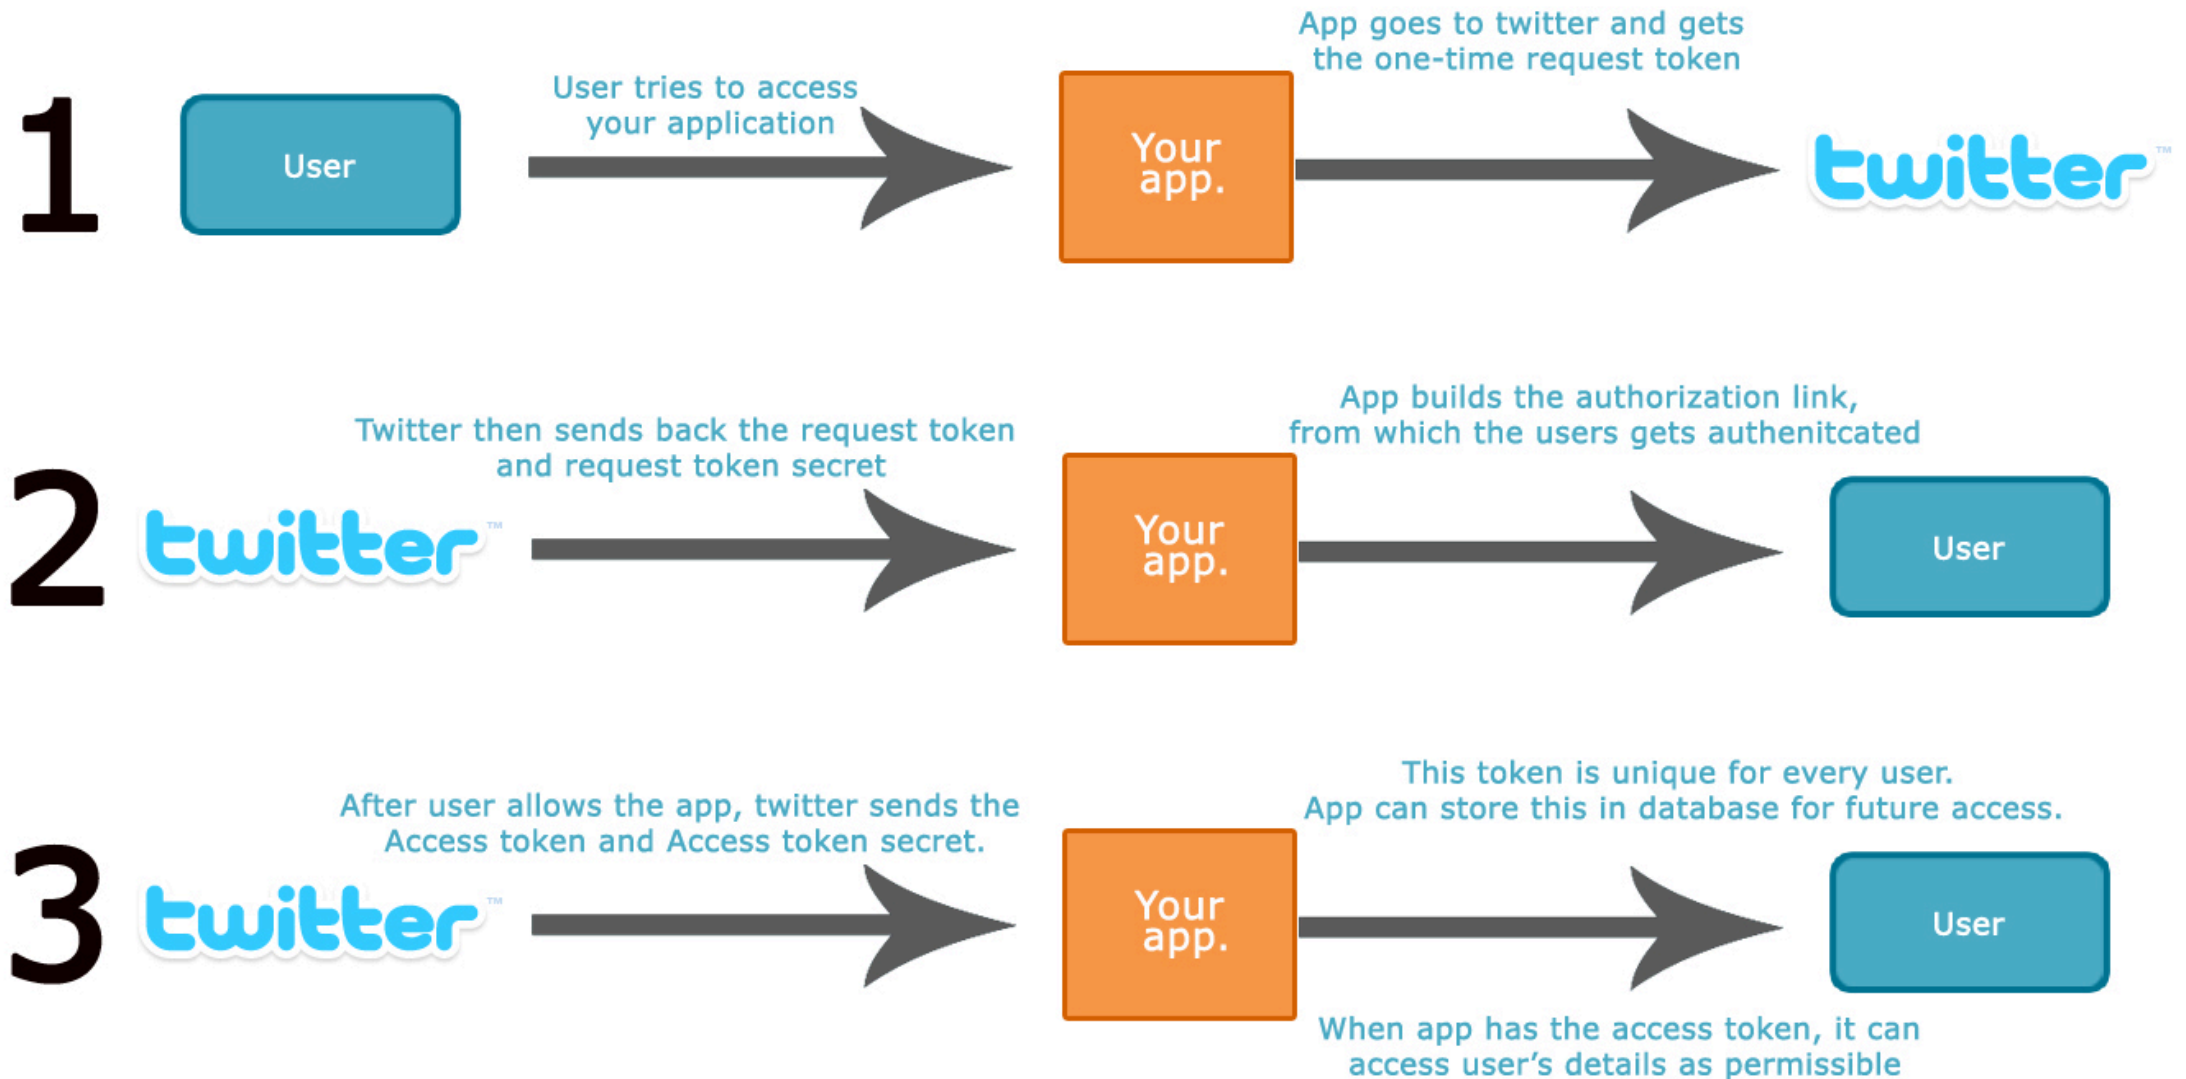 1
User
User tries to access
your application
Your
app.
App goes to twitter and gets
the one-time request token
twitter™
2
twitter™
Twitter then sends back the request token
and request token secret
Your
app.
App builds the authorization link,
from which the users gets authenitcated
User
3
twitter™
After user allows the app, twitter sends the
Access token and Access token secret.
Your
app.
This token is unique for every user.
App can store this in database for future access.
User
When app has the access token, it can
access user's details as permissible